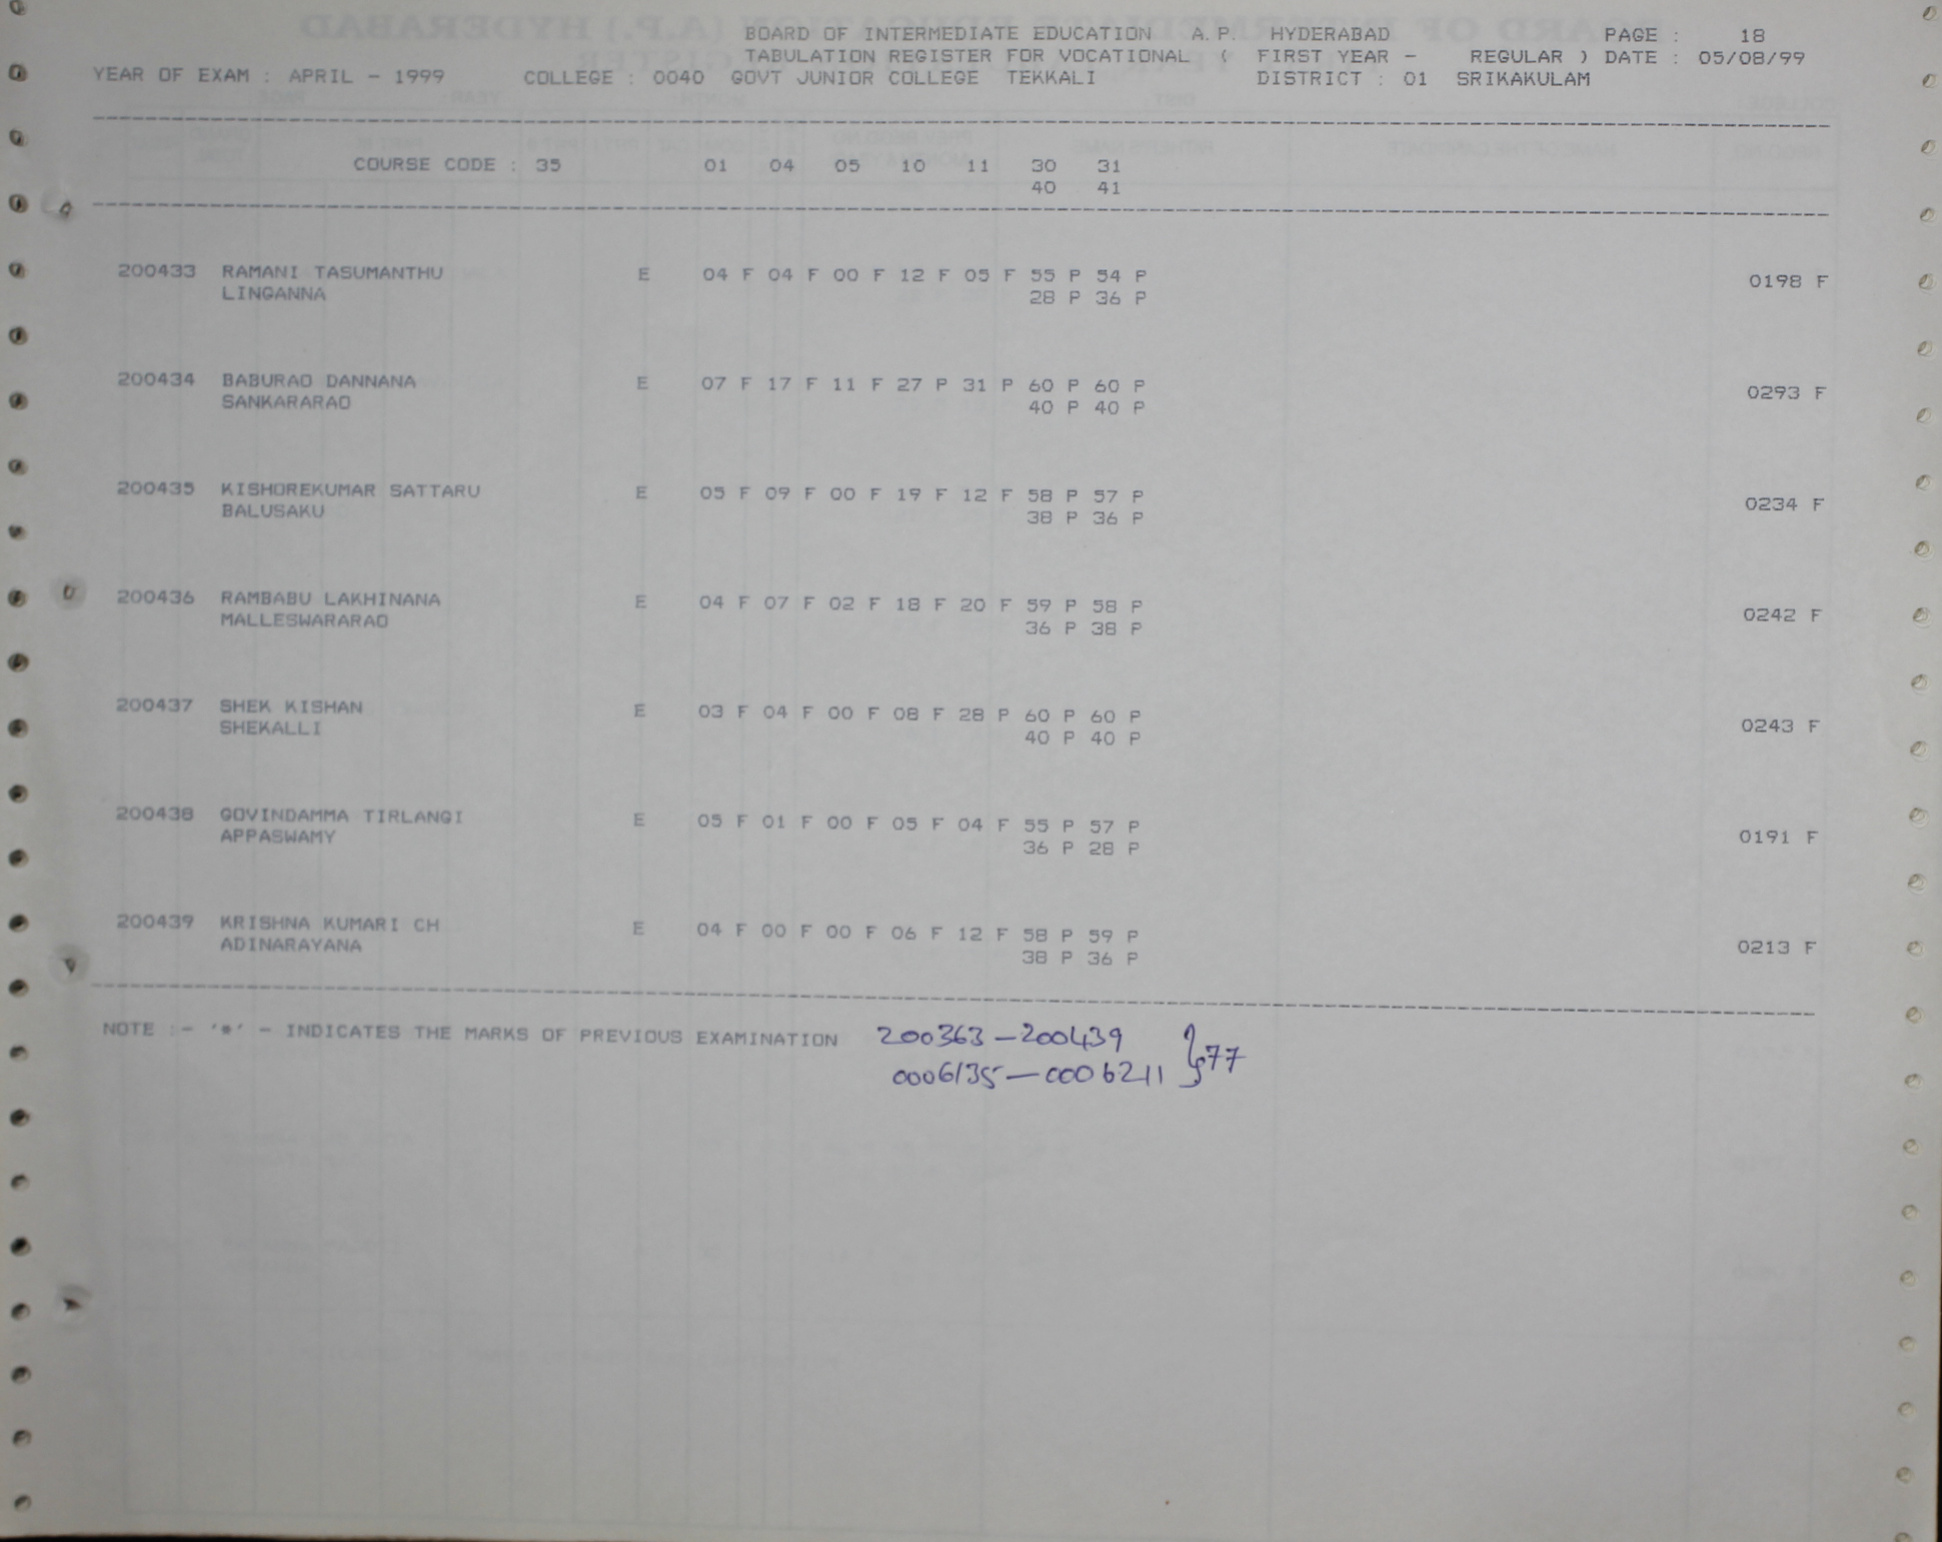 BOARD OF INTERMEDIATE EDUCATION A.P. HYDERABAD PAGE : 18
TABULATION REGISTER FOR VOCATIONAL ( FIRST YEAR - REGULAR ) DATE : 05/08/99
YEAR OF EXAM : APRIL - 1999 COLLEGE : 0040 GOVT JUNIOR COLLEGE TEKKALI DISTRICT : 01 SRIKAKULAM
COURSE CODE : 35 01 04 05 10 11 30 31
40 41
200433 RAMANI TASUMANTHU E 04 F 04 F 00 F 12 F 05 F 55 P 54 P 0198 F
LINGANNA 28 P 36 P
200434 BABURAO DANNANA E 07 F 17 F 11 F 27 P 31 P 60 P 60 P 0293 F
SANKARARAO 40 P 40 P
200435 KISHOREKUMAR SATTARU E 05 F 09 F 00 F 19 F 12 F 58 P 57 P 0234 F
BALUSAKU 38 P 36 P
200436 RAMBABU LAKHINANA E 04 F 07 F 02 F 18 F 20 F 59 P 58 P 0242 F
MALLESWARARAO 36 P 38 P
200437 SHEK KISHAN E 03 F 04 F 00 F 08 F 28 P 60 P 60 P 0243 F
SHEKALLI 40 P 40 P
200438 GOVINDAMMA TIRLANGI E 05 F 01 F 00 F 05 F 04 F 55 P 57 P 0191 F
APPASWAMY 36 P 28 P
200439 KRISHNA KUMARI CH E 04 F 00 F 00 F 06 F 12 F 58 P 59 P 0213 F
ADINARAYANA 38 P 36 P
NOTE :- '*' - INDICATES THE MARKS OF PREVIOUS EXAMINATION 200363 - 200439
0006135 - 0006211 } 77